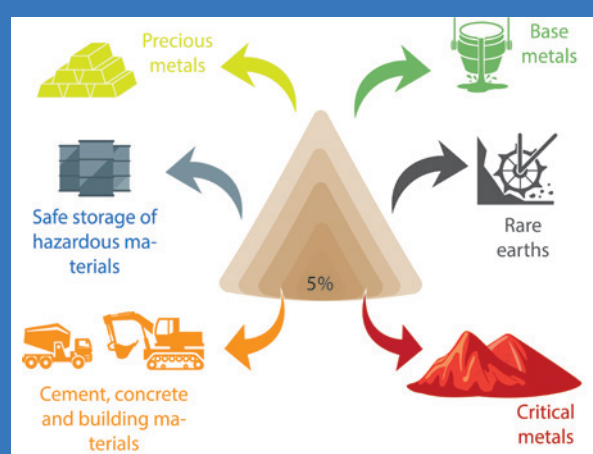 Precious
metals
Base
metals
Safe storage of
hazardous ma-
terials
Rare
earths
5%
Cement, concrete
and building ma-
terials
Critical
metals